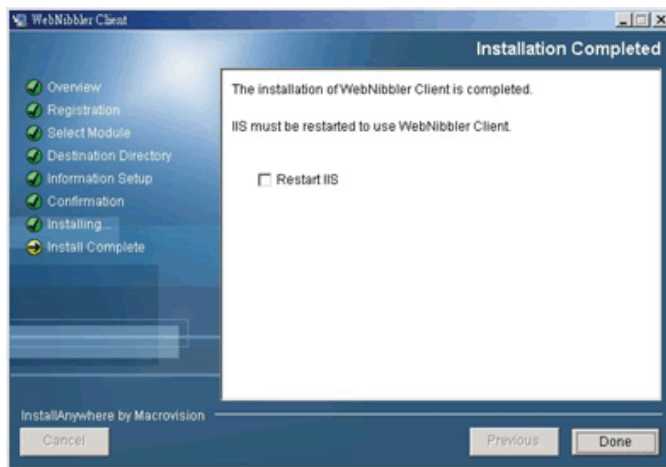 WebNibbler Client
Installation Completed
Overview
Registration
Select Module
Destination Directory
Information Setup
Confirmation
Installing...
Install Complete
The installation of WebNibbler Client is completed.
IIS must be restarted to use WebNibbler Client.
Restart IIS
InstallAnywhere by Macrovision
Cancel
Previous
Done